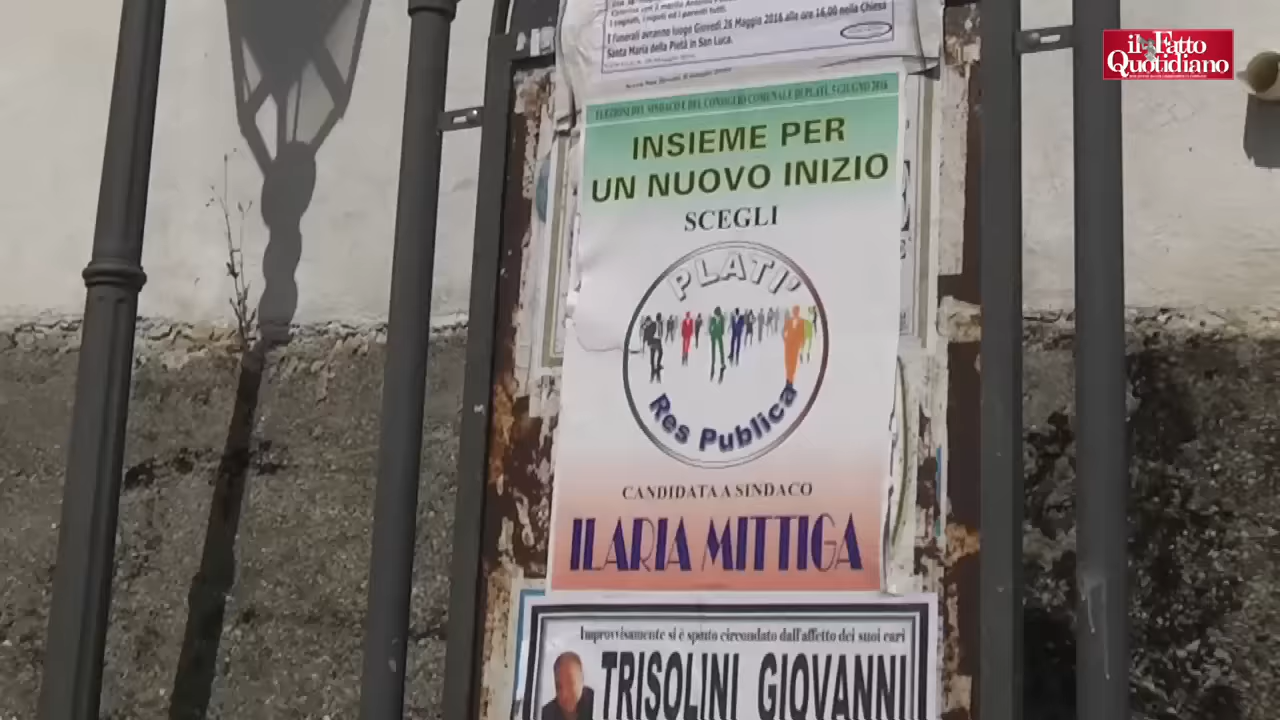 I funerali avranno luogo Giovedì 26 Maggio 2016 alle ore 16,00 nella Chiesa
Santa Maria della Pietà in San Luca.
il Fatto
Quotidiano
ELEZIONI DEL SINDACO E DEL CONSIGLIO COMUNALE DI PLATÌ, 5 GIUGNO 2016
INSIEME PER
UN NUOVO INIZIO
SCEGLI
PLATI'
Res Publica
CANDIDATA A SINDACO
ILARIA MITTIGA
Improvvisamente si è spento circondato dall'affetto dei suoi cari
TRISOLINI GIOVANNI